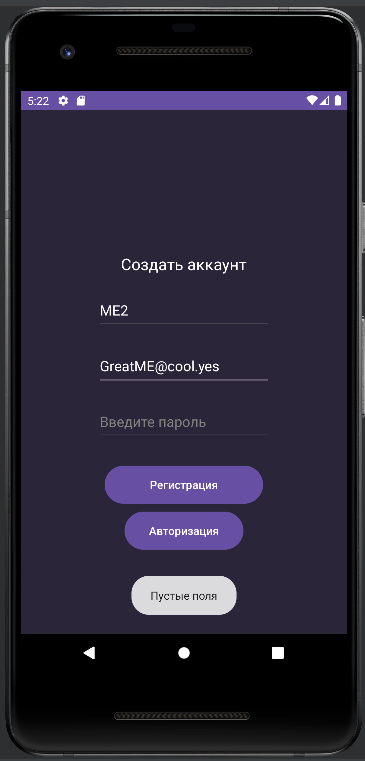 5:22
Создать аккаунт
ME2
GreatME@cool.yes
Введите пароль
Регистрация
Авторизация
Пустые поля